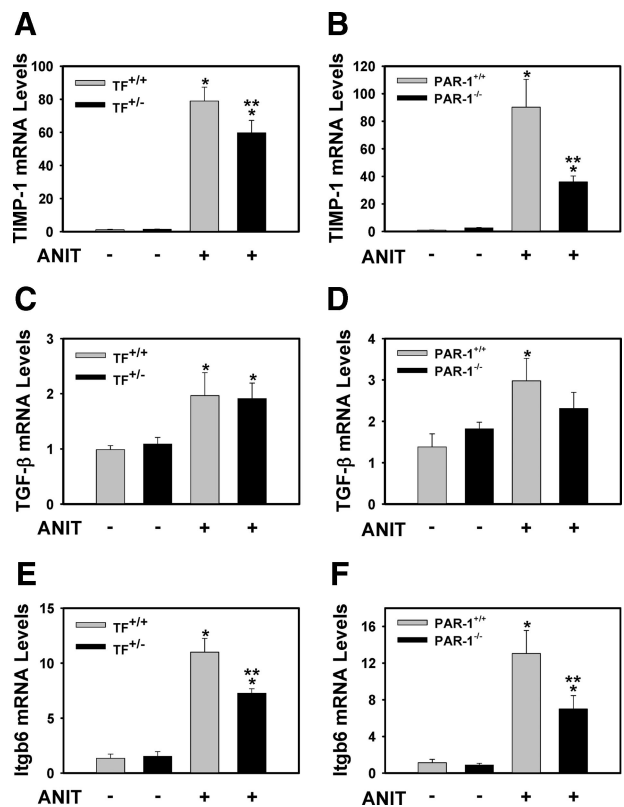 A
TIMP-1 mRNA Levels
100
80
60
40
20
0
TF+/+
TF+/-
*
**
*
ANIT - - + +
B
TIMP-1 mRNA Levels
120
100
80
60
40
20
0
PAR-1+/+
PAR-1-/-
*
**
*
ANIT - - + +
C
TGF-β mRNA Levels
3
2
1
0
TF+/+
TF+/-
*
*
ANIT - - + +
D
TGF-β mRNA Levels
4
3
2
1
0
PAR-1+/+
PAR-1-/-
*
ANIT - - + +
E
Itgb6 mRNA Levels
15
10
5
0
TF+/+
TF+/-
*
**
*
ANIT - - + +
F
Itgb6 mRNA Levels
16
12
8
4
0
PAR-1+/+
PAR-1-/-
*
**
*
ANIT - - + +